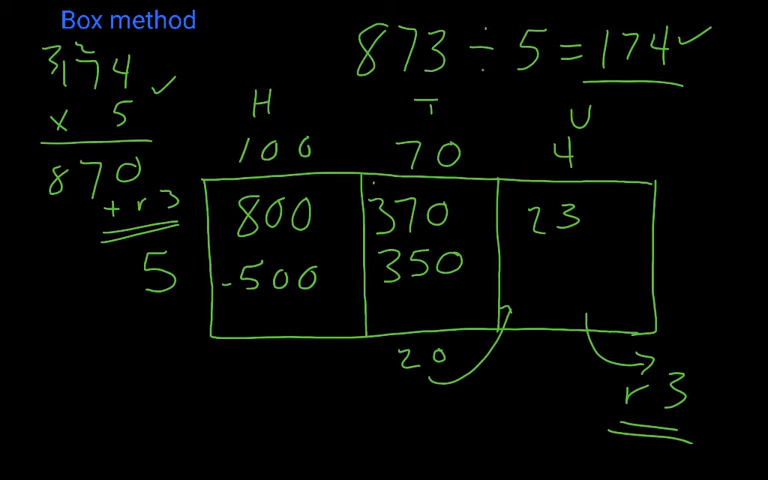 Box method
873 ÷ 5 = 174 ✓
3 2
174 ✓
x 5
870
+ r 3
H T U
100 70 4
5
800 370 23
-500 350
20
r 3